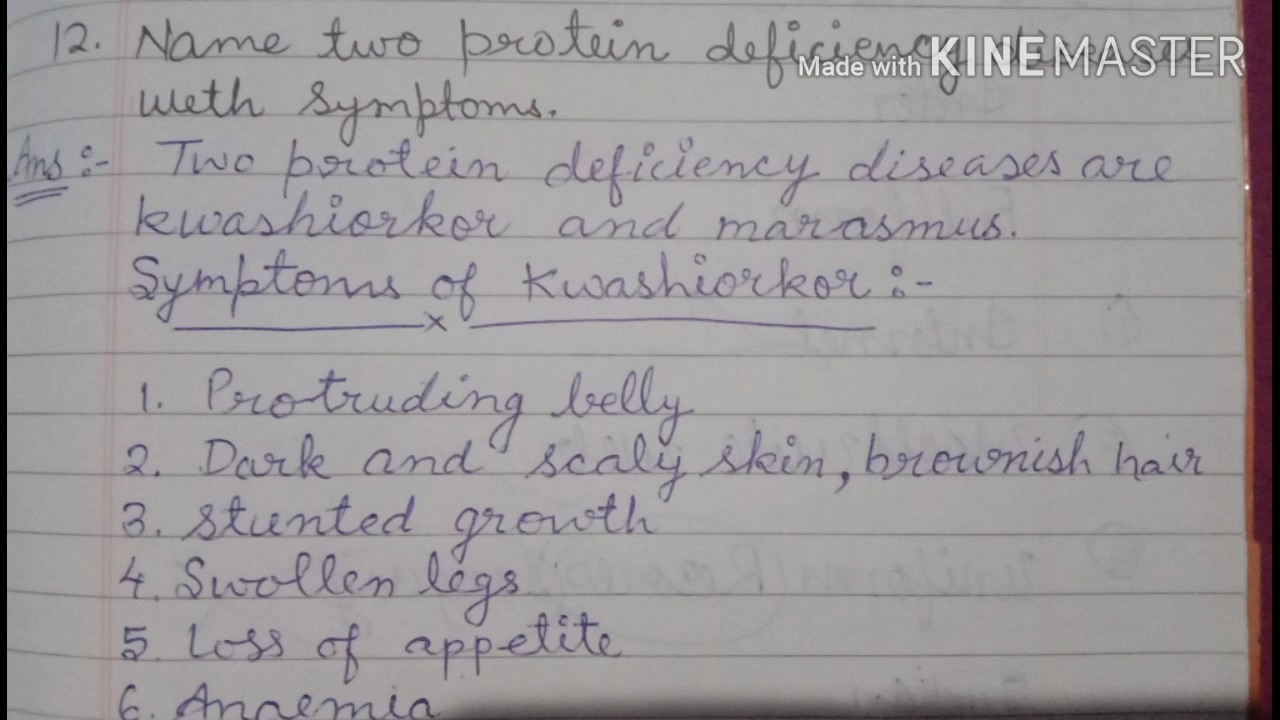 12. Name two protein deficiency diseases
Made with KINEMASTER
weth symptoms.
Ans :- Two protein deficiency diseases are
kwashiorkor and marasmus.
Symptoms of Kwashiorkor :-
x
1. Protruding belly
2. Dark and scaly skin, brownish hair
3. stunted growth
4. Swollen legs
5. Loss of appetite
6. Anaemia